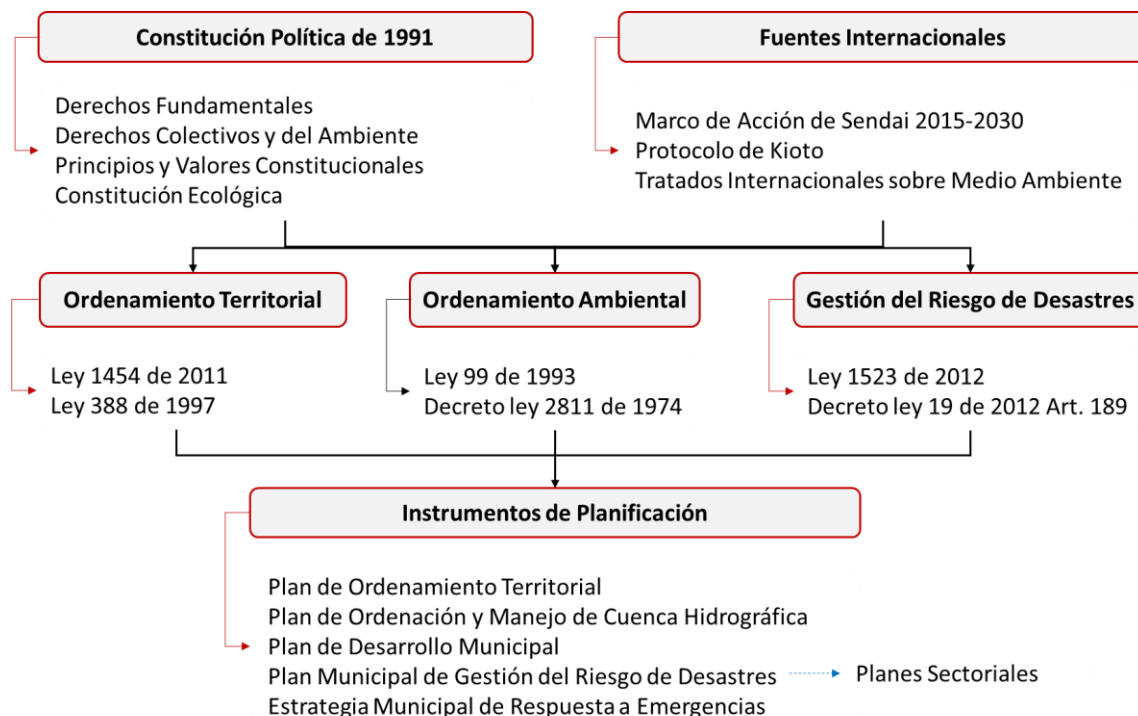 Constitución Política de 1991
Fuentes Internacionales
Derechos Fundamentales
Derechos Colectivos y del Ambiente
Principios y Valores Constitucionales
Constitución Ecológica
Marco de Acción de Sendai 2015-2030
Protocolo de Kioto
Tratados Internacionales sobre Medio Ambiente
Ordenamiento Territorial
Ordenamiento Ambiental
Gestión del Riesgo de Desastres
Ley 1454 de 2011
Ley 388 de 1997
Ley 99 de 1993
Decreto ley 2811 de 1974
Ley 1523 de 2012
Decreto ley 19 de 2012 Art. 189
Instrumentos de Planificación
Plan de Ordenamiento Territorial
Plan de Ordenación y Manejo de Cuenca Hidrográfica
Plan de Desarrollo Municipal
Plan Municipal de Gestión del Riesgo de Desastres
Planes Sectoriales
Estrategia Municipal de Respuesta a Emergencias